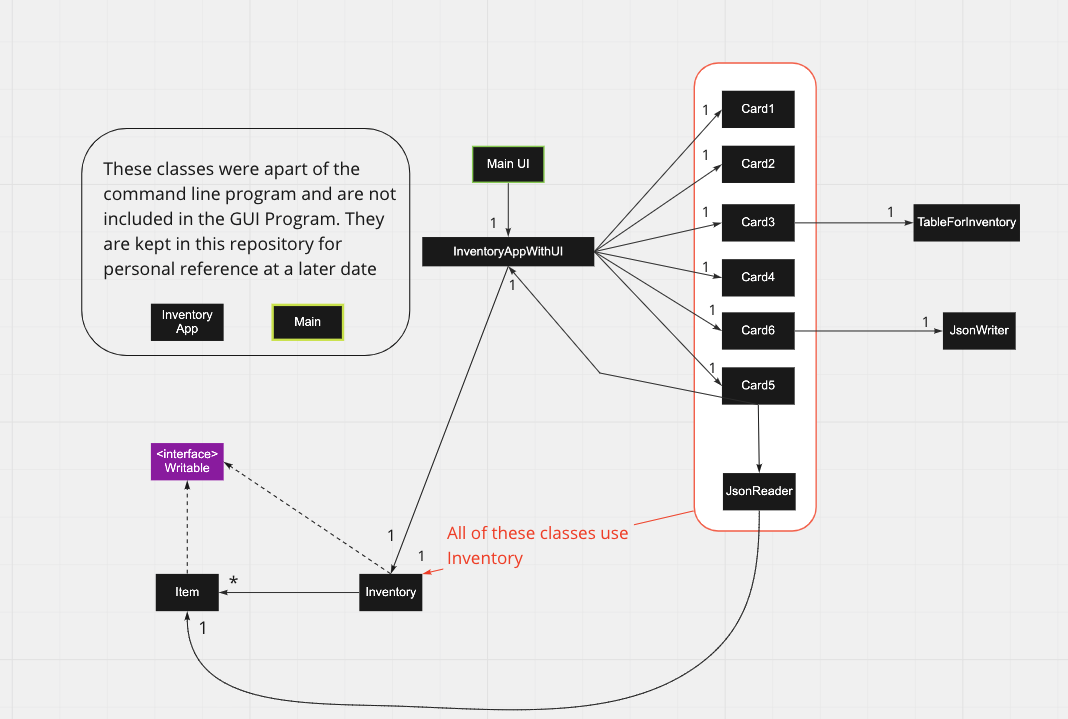 These classes were apart of the
command line program and are not
included in the GUI Program. They
are kept in this repository for
personal reference at a later date
Inventory
App
Main
Main UI
1
InventoryAppWithUI
1
1
Card1
1
Card2
1
Card3
1
TableForInventory
1
Card4
1
Card6
1
JsonWriter
1
Card5
JsonReader
<interface>
Writable
All of these classes use
Inventory
1
1
Item
*
Inventory
1